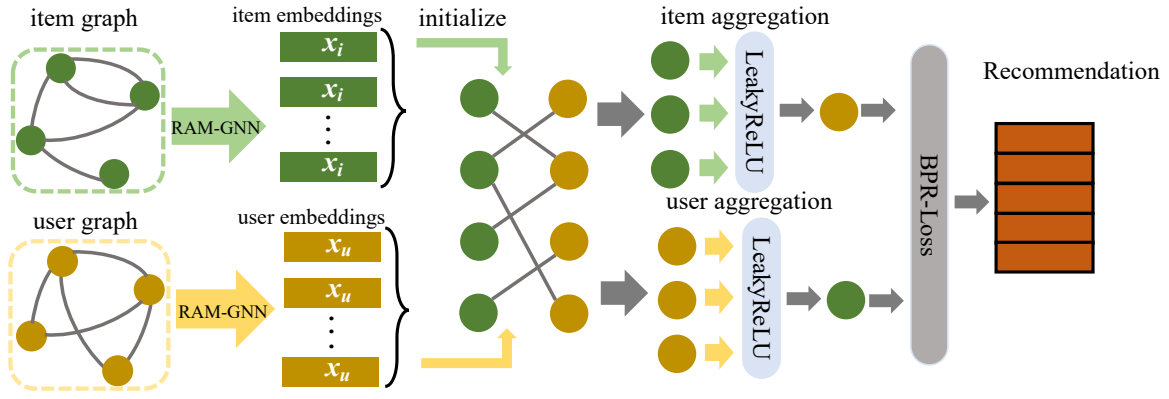 item graph
item embeddings
initialize
item aggregation
x_i
x_i
x_i
RAM-GNN
LeakyReLU
Recommendation
BPR-Loss
user graph
user embeddings
user aggregation
x_u
x_u
x_u
RAM-GNN
LeakyReLU